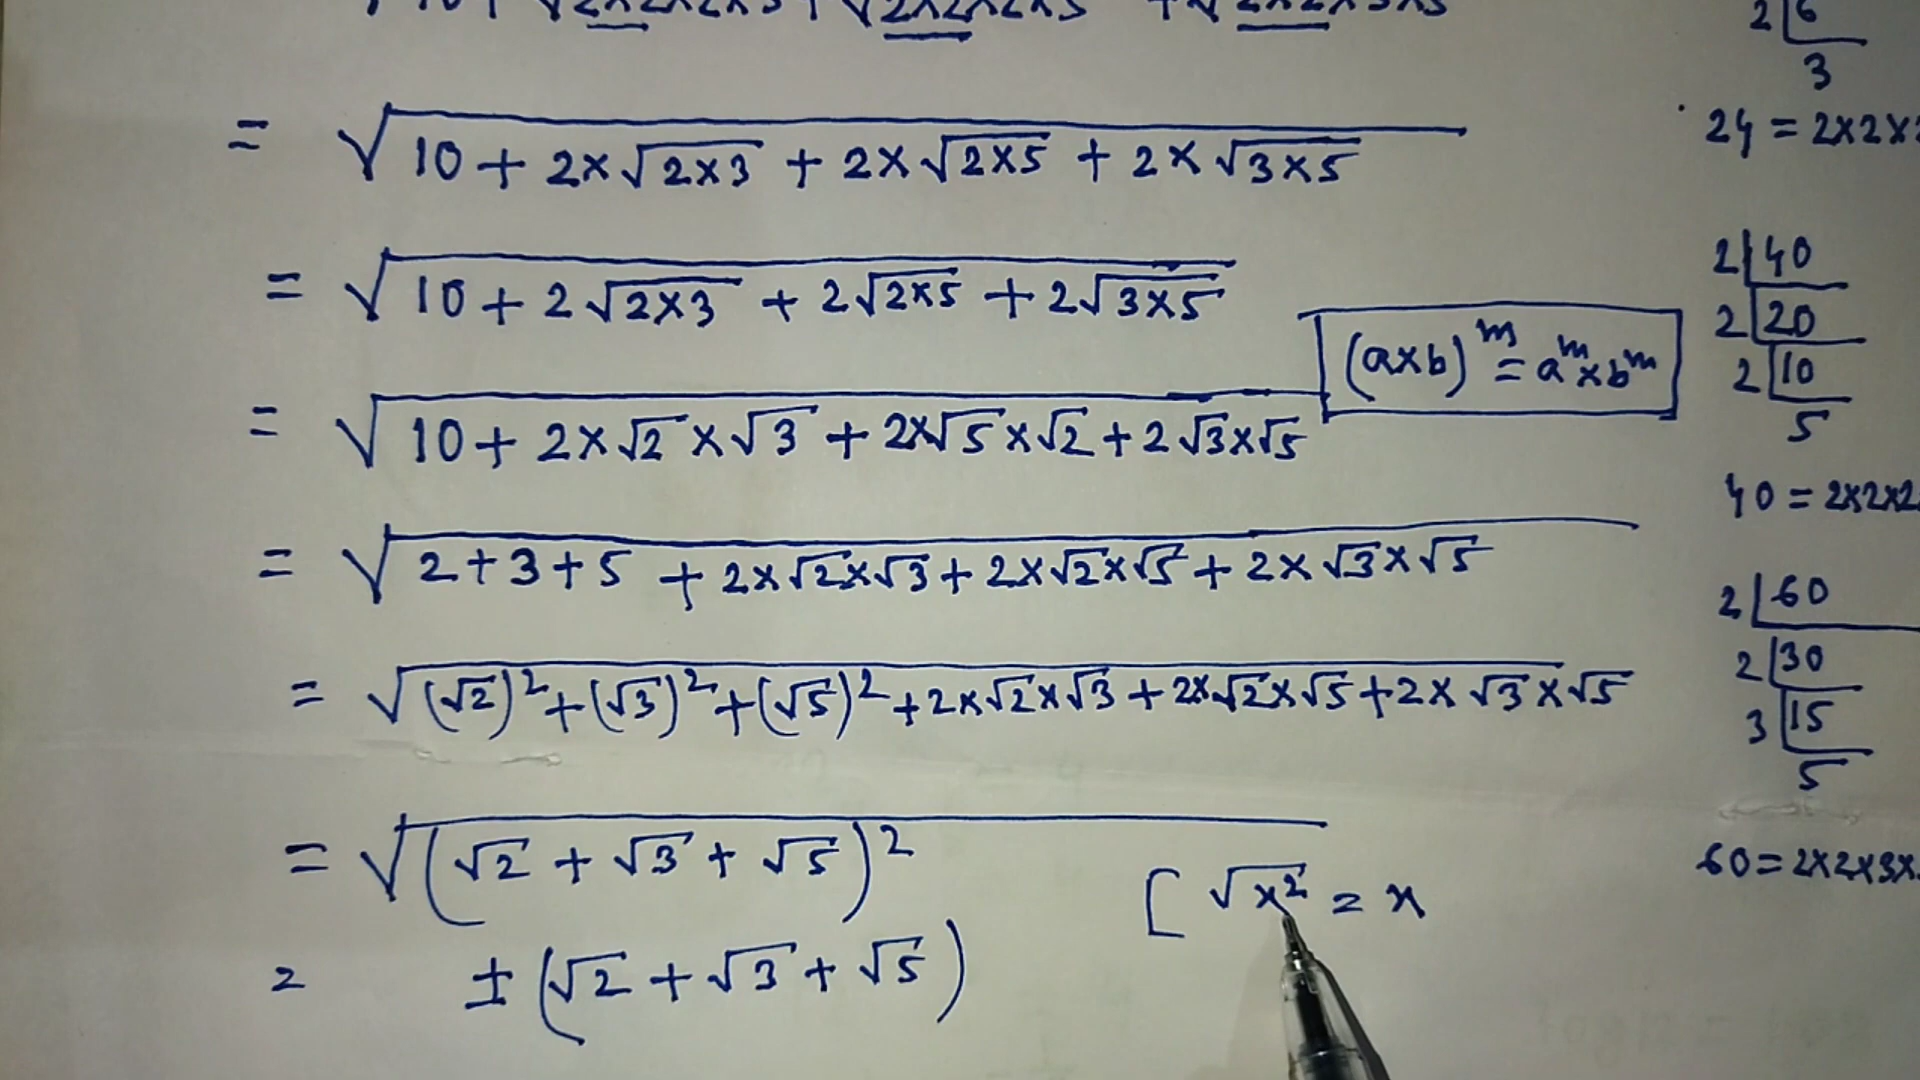 = √(10 + 2×√(2×3) + 2×√(2×5) + 2×√(3×5))
= √(10 + 2√(2×3) + 2√(2×5) + 2√(3×5))
(a×b)^m = a^m × b^m
= √(10 + 2×√2×√3 + 2×√5×√2 + 2√3×√5)
= √(2+3+5 + 2×√2×√3 + 2×√2×√5 + 2×√3×√5)
= √((√2)²+(√3)²+(√5)²+2×√2×√3+2×√2×√5+2×√3×√5)
= √((√2+√3+√5)²)
[√x² = x
= ±(√2+√3+√5)
2|6
3
24 = 2×2×
2|40
2|20
2|10
5
40 = 2×2×2
2|60
2|30
3|15
5
60 = 2×2×3×